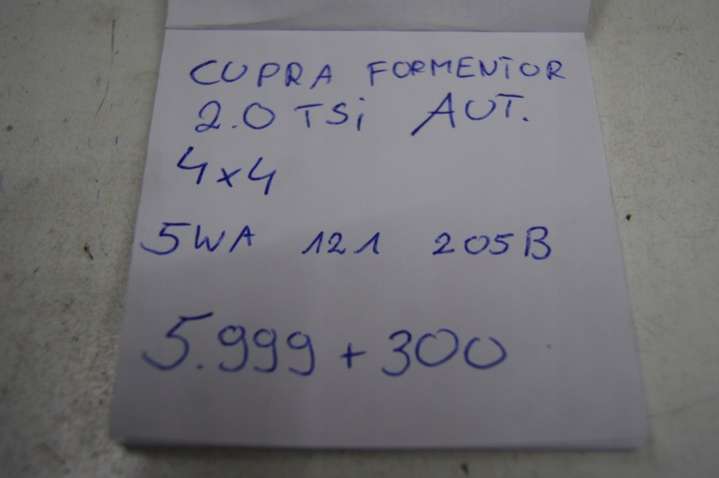 CUPRA FORMENTOR
2.0 TSi AUT.
4x4
5WA 121 205B
5.999 + 300